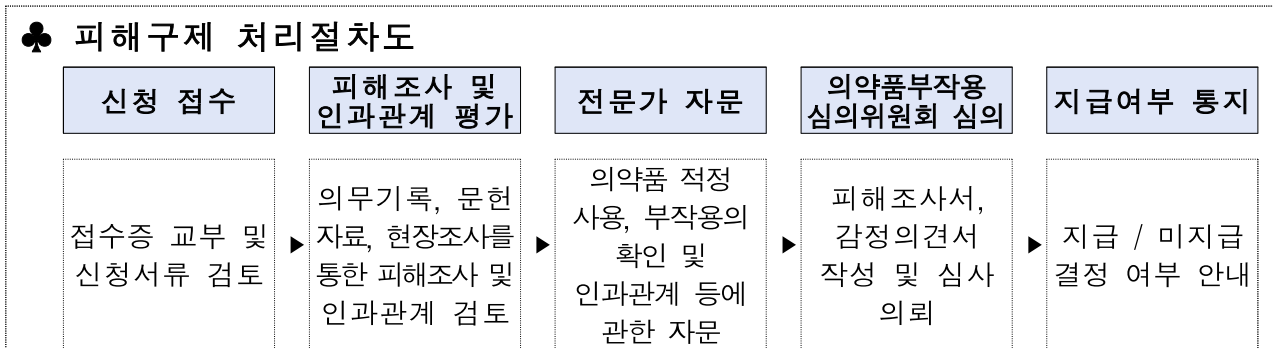 ♣ 피해구제 처리절차도
신청 접수
피해조사 및
인과관계 평가
전문가 자문
의약품부작용
심의위원회 심의
지급여부 통지
접수증 교부 및
신청서류 검토
▶
의무기록, 문헌
자료, 현장조사를
통한 피해조사 및
인과관계 검토
▶
의약품 적정
사용, 부작용의
확인 및
인과관계 등에
관한 자문
▶
피해조사서,
감정의견서
작성 및 심사
의뢰
▶
지급 / 미지급
결정 여부 안내